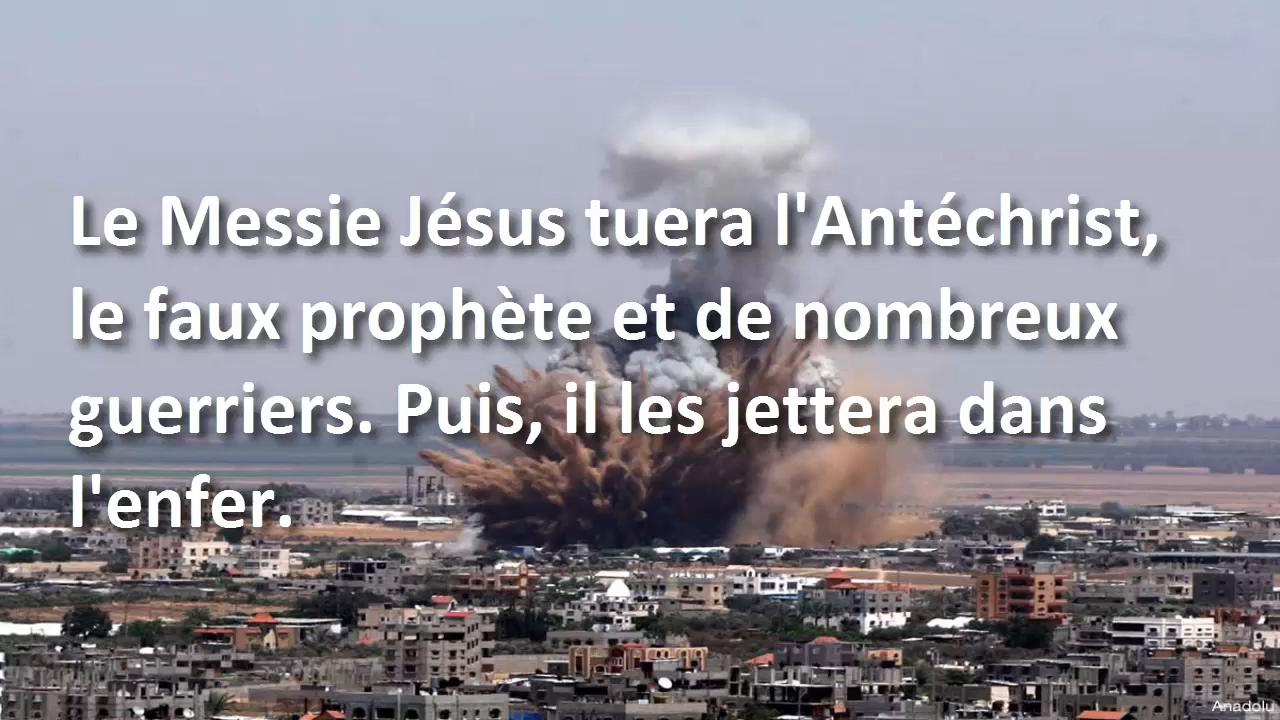 Le Messie Jésus tuera l'Antéchrist,
le faux prophète et de nombreux
guerriers. Puis, il les jettera dans
l'enfer.
Anadolu